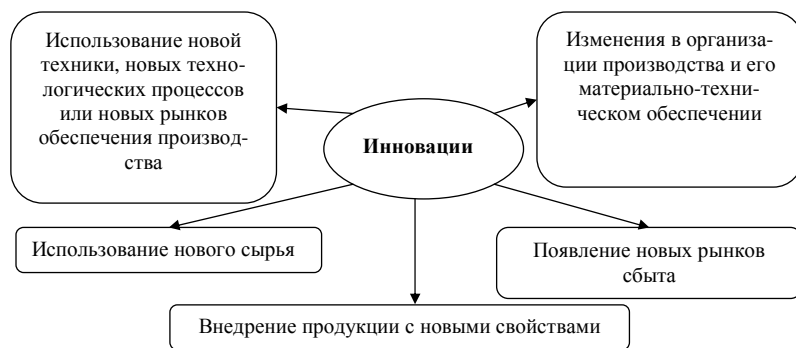 Использование новой
техники, новых техно-
логических процессов
или новых рынков
обеспечения производ-
ства
Изменения в организа-
ции производства и его
материально-техни-
ческом обеспечении
Инновации
Использование нового сырья
Появление новых рынков
сбыта
Внедрение продукции с новыми свойствами